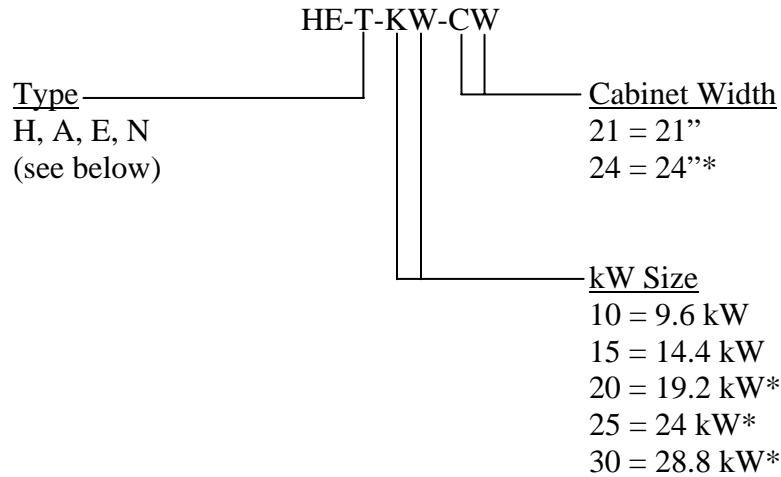 HE-T-KW-CW
Type
H, A, E, N
(see below)
Cabinet Width
21 = 21”
24 = 24”*
kW Size
10 = 9.6 kW
15 = 14.4 kW
20 = 19.2 kW*
25 = 24 kW*
30 = 28.8 kW*